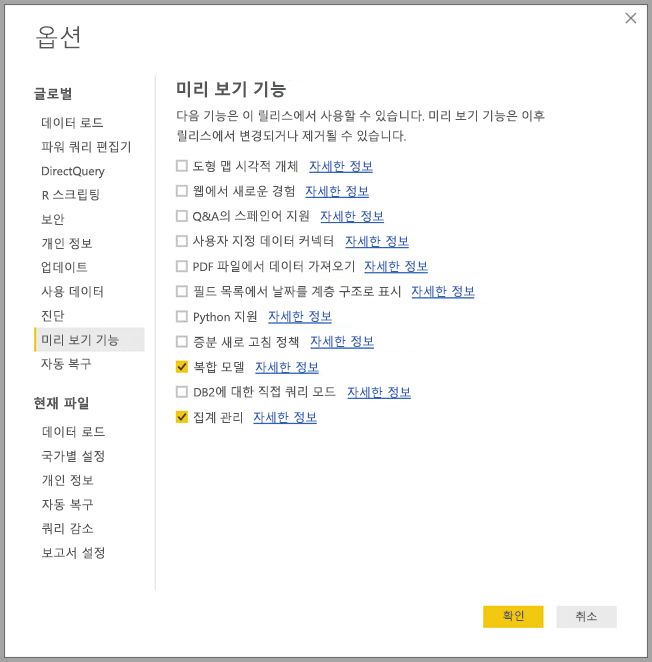 옵션
글로벌
데이터 로드
파워 쿼리 편집기
DirectQuery
R 스크립팅
보안
개인 정보
업데이트
사용 데이터
진단
미리 보기 기능
자동 복구
현재 파일
데이터 로드
국가별 설정
개인 정보
자동 복구
쿼리 감소
보고서 설정
미리 보기 기능
다음 기능은 이 릴리스에서 사용할 수 있습니다. 미리 보기 기능은 이후
릴리스에서 변경되거나 제거될 수 있습니다.
도형 맵 시각적 개체 자세한 정보
웹에서 새로운 경험 자세한 정보
Q&A의 스페인어 지원 자세한 정보
사용자 지정 데이터 커넥터 자세한 정보
PDF 파일에서 데이터 가져오기 자세한 정보
필드 목록에서 날짜를 계층 구조로 표시 자세한 정보
Python 지원 자세한 정보
증분 새로 고침 정책 자세한 정보
복합 모델 자세한 정보
DB2에 대한 직접 쿼리 모드 자세한 정보
집계 관리 자세한 정보
확인
취소